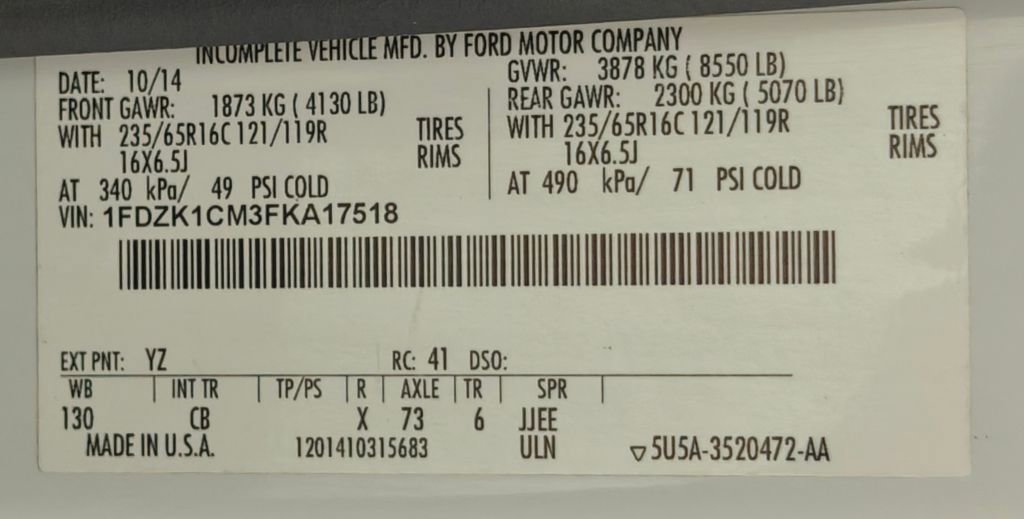 INCOMPLETE VEHICLE MFD. BY FORD MOTOR COMPANY
DATE: 10/14 GVWR: 3878 KG ( 8550 LB)
FRONT GAWR: 1873 KG ( 4130 LB) REAR GAWR: 2300 KG ( 5070 LB)
WITH 235/65R16C 121/119R TIRES WITH 235/65R16C 121/119R TIRES
16X6.5J RIMS 16X6.5J RIMS
AT 340 kPa/ 49 PSI COLD AT 490 kPa/ 71 PSI COLD
VIN: 1FDZK1CM3FKA17518
EXT PNT: YZ RC: 41 DSO:
WB INT TR TP/PS R AXLE TR SPR
130 CB X 73 6 JJEE
MADE IN U.S.A. 1201410315683 ULN ▽5U5A-3520472-AA